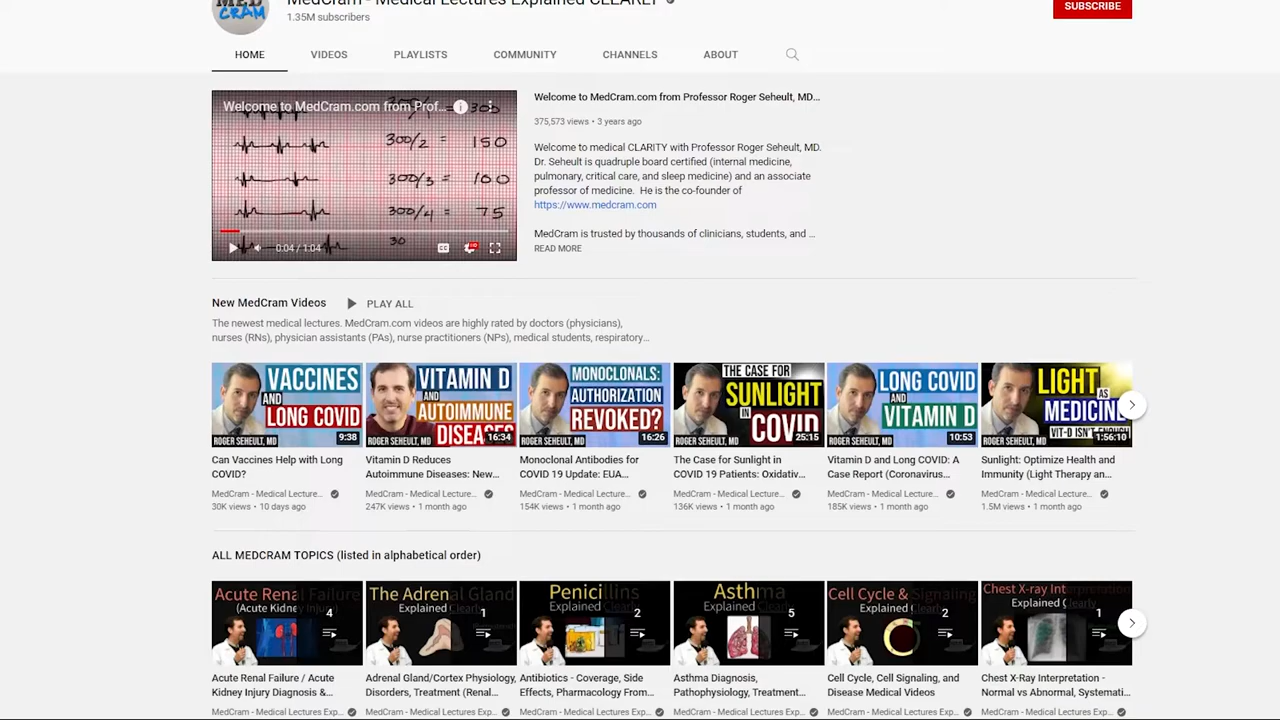 MED
CRAM
MedCram - Medical Lectures Explained CLEARLY
1.35M subscribers
SUBSCRIBE
HOME
VIDEOS
PLAYLISTS
COMMUNITY
CHANNELS
ABOUT
Welcome to MedCram.com from Prof...
300/2 = 150
300/3 = 100
300/4 = 75
30
0:04 / 1:04
CC
Welcome to MedCram.com from Professor Roger Seheult, MD...
375,573 views • 3 years ago
Welcome to medical CLARITY with Professor Roger Seheult, MD.
Dr. Seheult is quadruple board certified (internal medicine,
pulmonary, critical care, and sleep medicine) and an associate
professor of medicine. He is the co-founder of
https://www.medcram.com
MedCram is trusted by thousands of clinicians, students, and ...
READ MORE
New MedCram Videos
PLAY ALL
The newest medical lectures. MedCram.com videos are highly rated by doctors (physicians),
nurses (RNs), physician assistants (PAs), nurse practitioners (NPs), medical students, respiratory...
VACCINES
AND
LONG COVID
ROGER SEHEULT, MD
9:38
Can Vaccines Help with Long
COVID?
MedCram - Medical Lecture...
30K views • 10 days ago
VITAMIN D
AND
AUTOIMMUNE
DISEASES
ROGER SEHEULT, MD
16:34
Vitamin D Reduces
Autoimmune Diseases: New...
MedCram - Medical Lecture...
247K views • 1 month ago
MONOCLONALS:
AUTHORIZATION
REVOKED?
ROGER SEHEULT, MD
16:26
Monoclonal Antibodies for
COVID 19 Update: EUA...
MedCram - Medical Lecture...
154K views • 1 month ago
THE CASE FOR
SUNLIGHT
IN
COVID
ROGER SEHEULT, MD
25:15
The Case for Sunlight in
COVID 19 Patients: Oxidativ...
MedCram - Medical Lecture...
136K views • 1 month ago
LONG COVID
AND
VITAMIN D
ROGER SEHEULT, MD
10:53
Vitamin D and Long COVID: A
Case Report (Coronavirus...
MedCram - Medical Lecture...
185K views • 1 month ago
LIGHT
AS
MEDICINE
VIT-D ISN'T ENOUGH
ROGER SEHEULT, MD
1:56:10
Sunlight: Optimize Health and
Immunity (Light Therapy an...
MedCram - Medical Lecture...
1.5M views • 1 month ago
ALL MEDCRAM TOPICS (listed in alphabetical order)
Acute Renal Failure
(Acute Kidney Injury)
4
Acute Renal Failure / Acute
Kidney Injury Diagnosis &...
MedCram - Medical Lectures Exp...
The Adrenal Gland
Explained Clearly
1
Adrenal Gland/Cortex Physiology,
Disorders, Treatment (Renal...
MedCram - Medical Lectures Exp...
Penicillins
Explained Clearly
2
Antibiotics - Coverage, Side
Effects, Pharmacology From...
MedCram - Medical Lectures Exp...
Asthma
Explained Clearly
5
Asthma Diagnosis,
Pathophysiology, Treatment...
MedCram - Medical Lectures Exp...
Cell Cycle & Signaling
Explained Clearly
2
Cell Cycle, Cell Signaling, and
Disease Medical Videos
MedCram - Medical Lectures Exp...
Chest X-ray Interpretation
Explained Clearly
1
Chest X-Ray Interpretation -
Normal vs Abnormal, Systemati...
MedCram - Medical Lectures Exp...